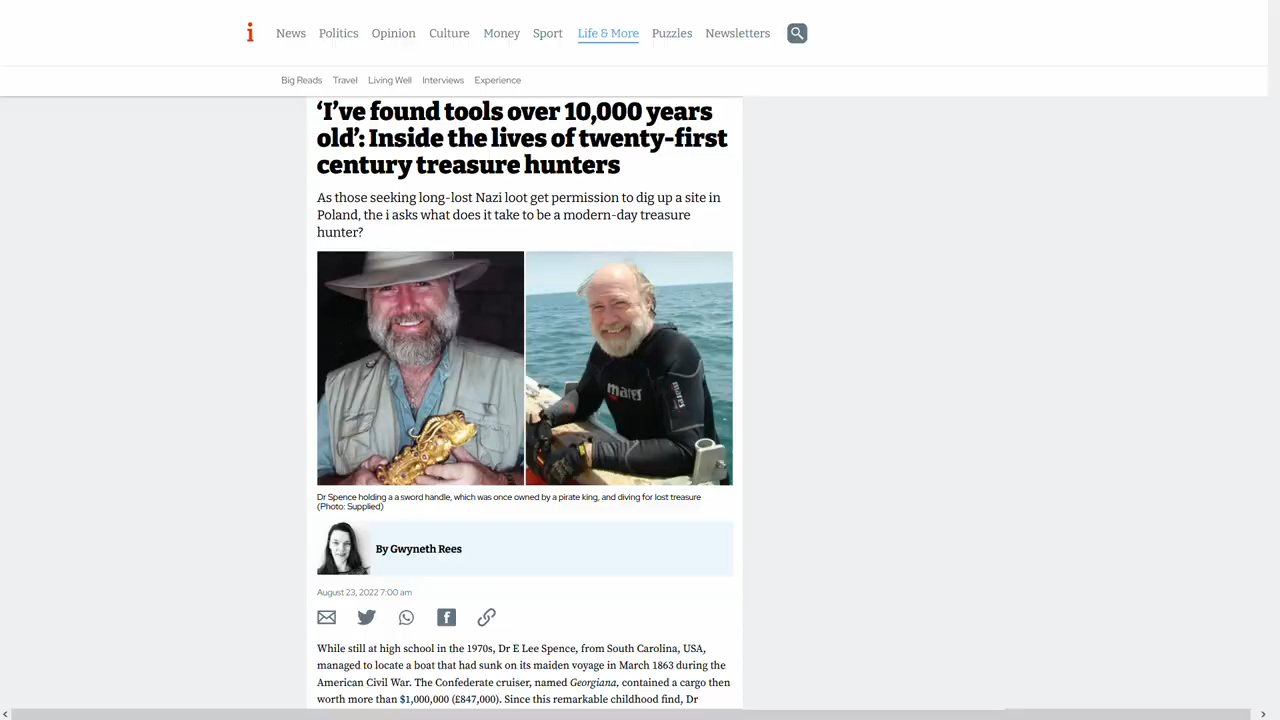 i
News Politics Opinion Culture Money Sport Life & More Puzzles Newsletters
Big Reads Travel Living Well Interviews Experience
‘I’ve found tools over 10,000 years
old’: Inside the lives of twenty-first
century treasure hunters
As those seeking long-lost Nazi loot get permission to dig up a site in
Poland, the i asks what does it take to be a modern-day treasure
hunter?
mares
mares
Dr Spence holding a a sword handle, which was once owned by a pirate king, and diving for lost treasure
(Photo: Supplied)
By Gwyneth Rees
August 23, 2022 7:00 am
While still at high school in the 1970s, Dr E Lee Spence, from South Carolina, USA,
managed to locate a boat that had sunk on its maiden voyage in March 1863 during the
American Civil War. The Confederate cruiser, named Georgiana, contained a cargo then
worth more than $1,000,000 (£847,000). Since this remarkable childhood find, Dr